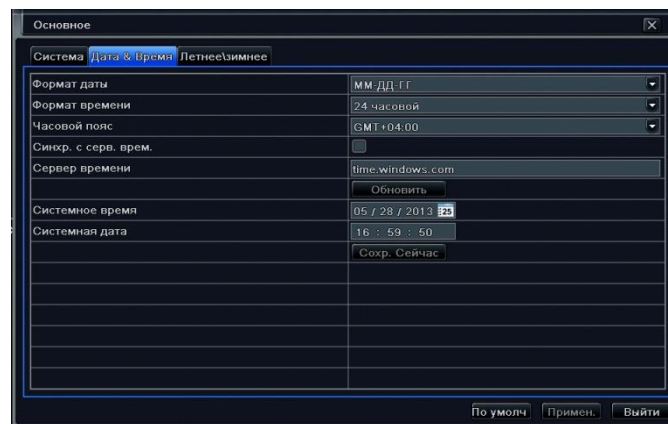 Основное
Система Дата & Время Летнее\зимнее
Формат даты ММ-ДД-ГГ
Формат времени 24 часовой
Часовой пояс GMT+04:00
Синхр. с серв. врем.
Сервер времени time.windows.com
Обновить
Системное время 05 / 28 / 2013 25
Системная дата 16 : 59 : 50
Сохр. Сейчас
По умолч Примен. Выйти